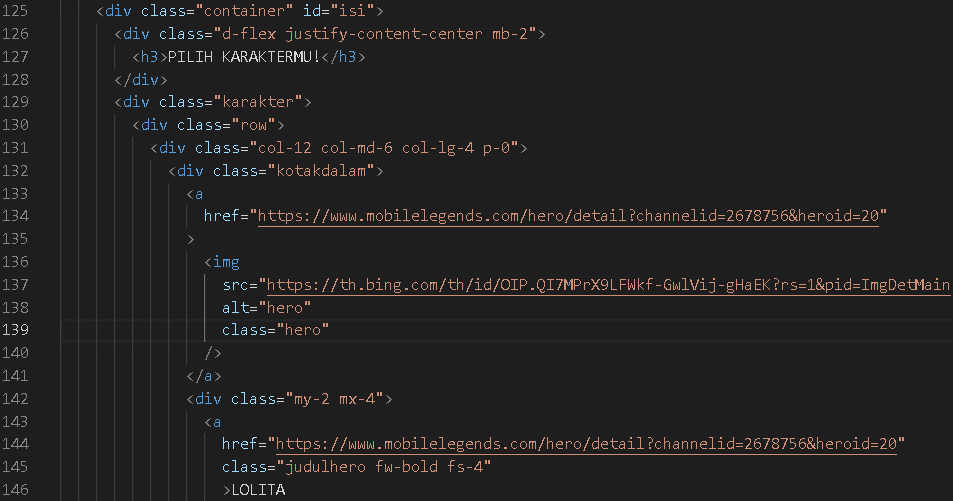 125 <div class="container" id="isi">
126 <div class="d-flex justify-content-center mb-2">
127 <h3>PILIH KARAKTERMU!</h3>
128 </div>
129 <div class="karakter">
130 <div class="row">
131 <div class="col-12 col-md-6 col-lg-4 p-0">
132 <div class="kotakdalam">
133 <a
134 href="https://www.mobilelegends.com/hero/detail?channelid=2678756&heroid=20"
135 >
136 <img
137 src="https://th.bing.com/th/id/OIP.QI7MPrX9LFWkf-GwlVij-gHaEK?rs=1&pid=ImgDetMain
138 alt="hero"
139 class="hero"
140 />
141 </a>
142 <div class="my-2 mx-4">
143 <a
144 href="https://www.mobilelegends.com/hero/detail?channelid=2678756&heroid=20"
145 class="judulhero fw-bold fs-4"
146 >LOLITA